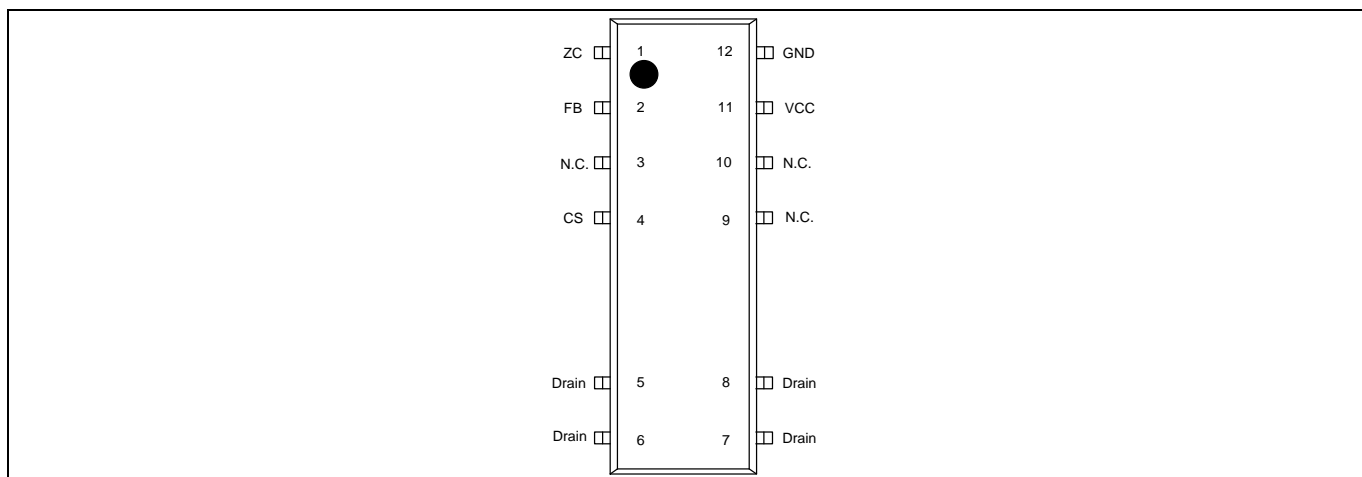 ZC 1 12 GND
FB 2 11 VCC
N.C. 3 10 N.C.
CS 4 9 N.C.
Drain 5 8 Drain
Drain 6 7 Drain